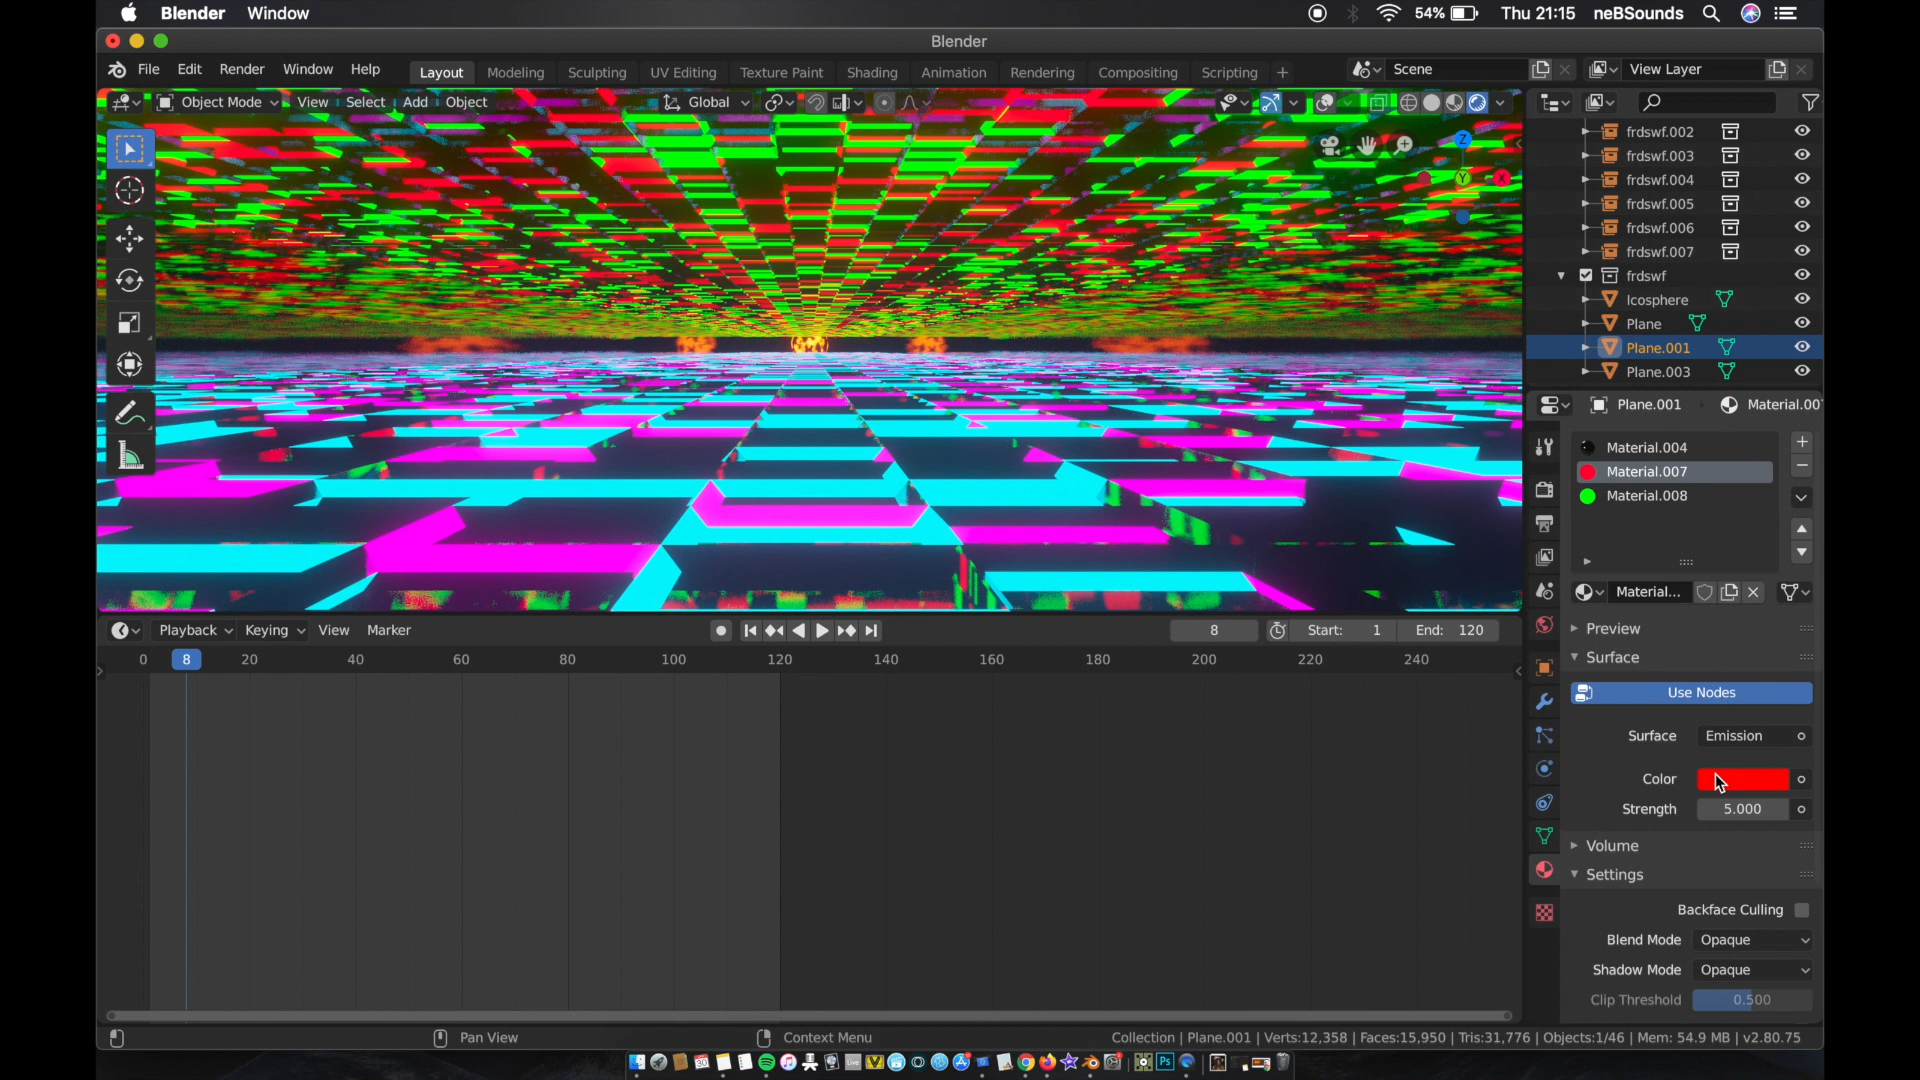 Blender Window 54% Thu 21:15 neBSounds
Blender
File Edit Render Window Help Layout Modeling Sculpting UV Editing Texture Paint Shading Animation Rendering Compositing Scripting + Scene View Layer
Object Mode View Select Add Object Global
Z
Y X
frdswf.002
frdswf.003
frdswf.004
frdswf.005
frdswf.006
frdswf.007
frdswf
Icosphere
Plane
Plane.001
Plane.003
Plane.001 Material.00
Material.004
Material.007
Material.008
Material...
Preview
Surface
Use Nodes
Surface Emission
Color
Strength 5.000
Volume
Settings
Backface Culling
Blend Mode Opaque
Shadow Mode Opaque
Clip Threshold 0.500
Playback Keying View Marker 8 Start: 1 End: 120
0 8 20 40 60 80 100 120 140 160 180 200 220 240
Pan View Context Menu Collection | Plane.001 | Verts:12,358 | Faces:15,950 | Tris:31,776 | Objects:1/46 | Mem: 54.9 MB | v2.80.75
30 Live V Ps